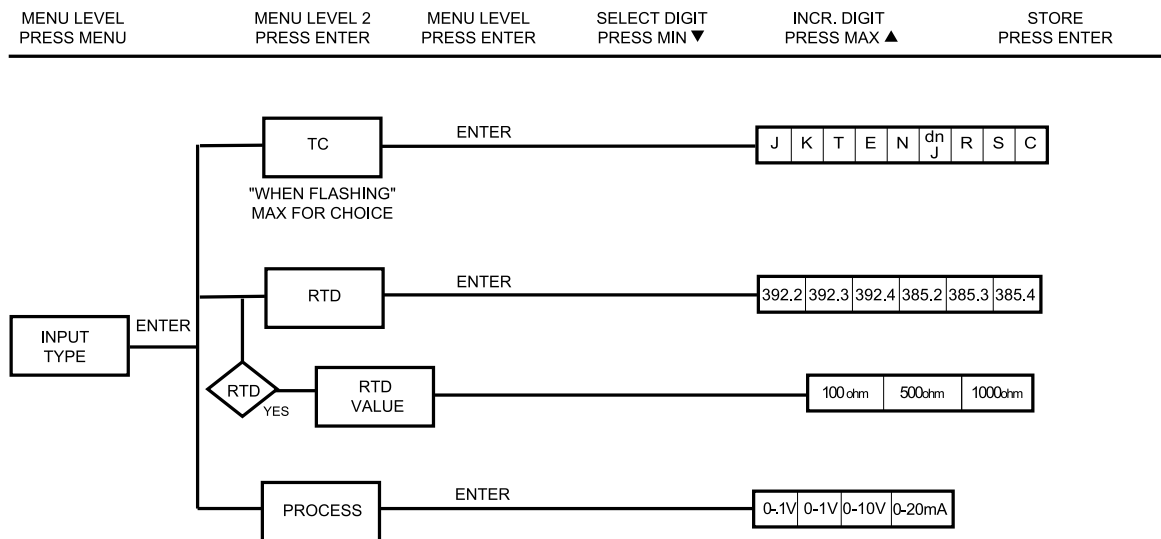 MENU LEVEL
PRESS MENU
MENU LEVEL 2
PRESS ENTER
MENU LEVEL
PRESS ENTER
SELECT DIGIT
PRESS MIN ▼
INCR. DIGIT
PRESS MAX ▲
STORE
PRESS ENTER
TC
ENTER
J K T E N dn J R S C
"WHEN FLASHING"
MAX FOR CHOICE
RTD
ENTER
392.2 392.3 392.4 385.2 385.3 385.4
INPUT
TYPE
ENTER
RTD
YES
RTD
VALUE
100 ohm 500ohm 1000ohm
PROCESS
ENTER
0-.1V 0-1V 0-10V 0-20mA